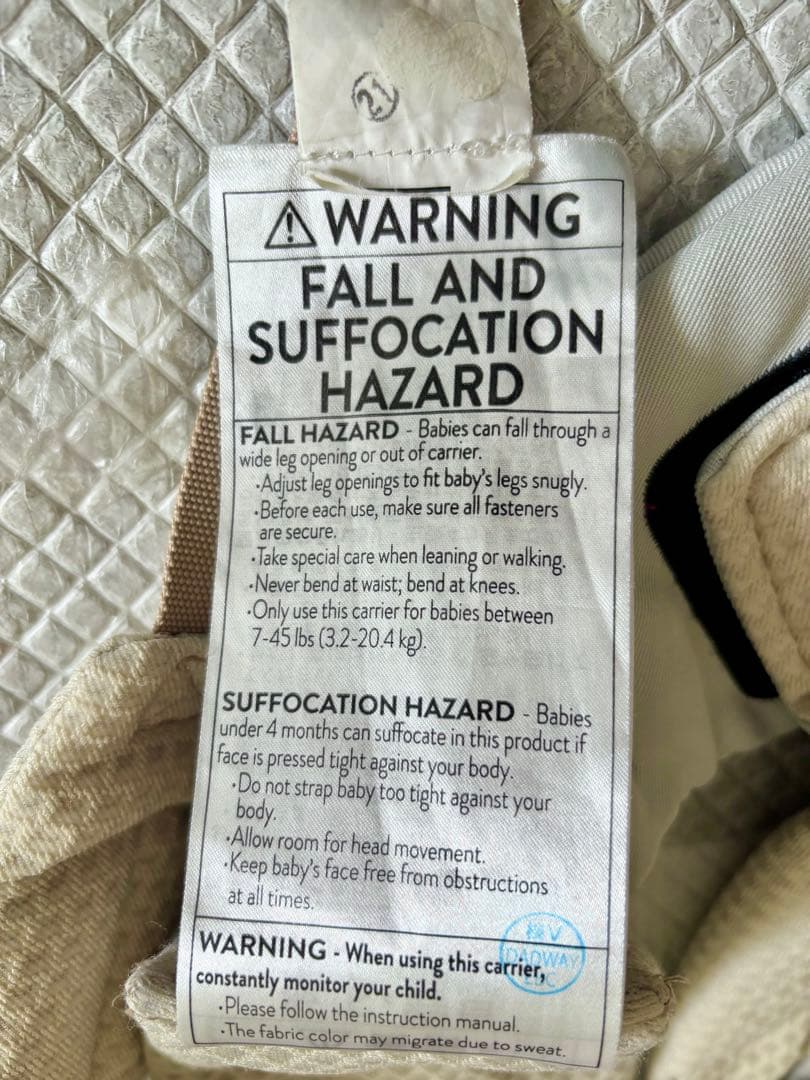 21
WARNING
FALL AND
SUFFOCATION
HAZARD
FALL HAZARD - Babies can fall through a
wide leg opening or out of carrier.
·Adjust leg openings to fit baby's legs snugly.
·Before each use, make sure all fasteners
are secure.
·Take special care when leaning or walking.
·Never bend at waist; bend at knees.
·Only use this carrier for babies between
7-45 lbs (3.2-20.4 kg).
SUFFOCATION HAZARD - Babies
under 4 months can suffocate in this product if
face is pressed tight against your body.
·Do not strap baby too tight against your
body.
·Allow room for head movement.
·Keep baby's face free from obstructions
at all times.
WARNING - When using this carrier,
constantly monitor your child.
·Please follow the instruction manual.
·The fabric color may migrate due to sweat.
V
DADWAY